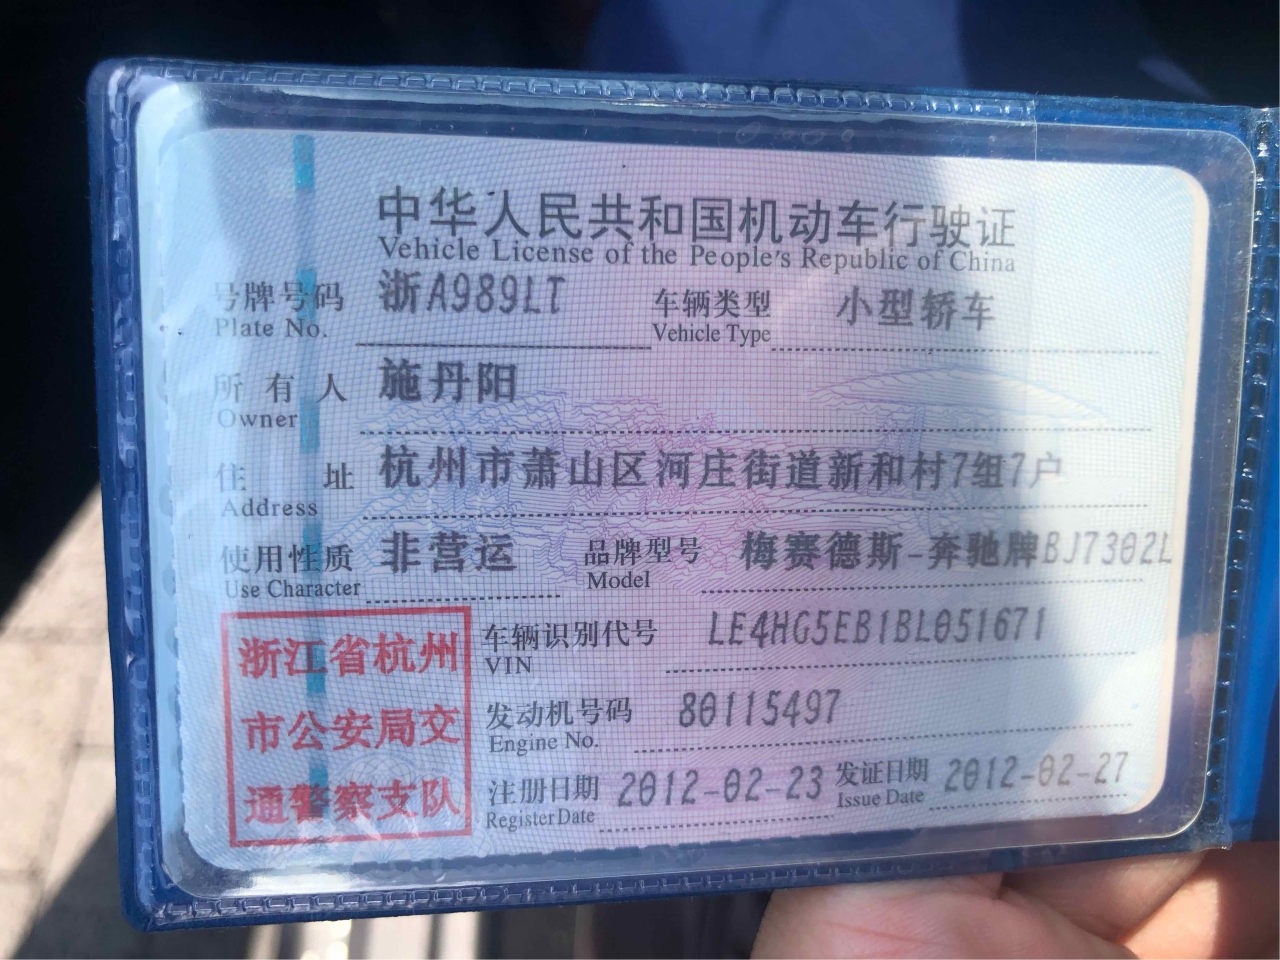 中华人民共和国机动车行驶证
Vehicle License of the People's Republic of China
号牌号码 浙A989LT 车辆类型 小型轿车
Plate No. Vehicle Type
所有人 施丹阳
Owner
住址 杭州市萧山区河庄街道新和村7组7户
Address
使用性质 非营运 品牌型号 梅赛德斯-奔驰牌BJ7302L
Use Character Model
浙江省杭州
市公安局交
通警察支队
车辆识别代号 LE4HG5EB1BL051671
VIN
发动机号码 80115497
Engine No.
注册日期 2012-02-23 发证日期 2012-02-27
Register Date Issue Date